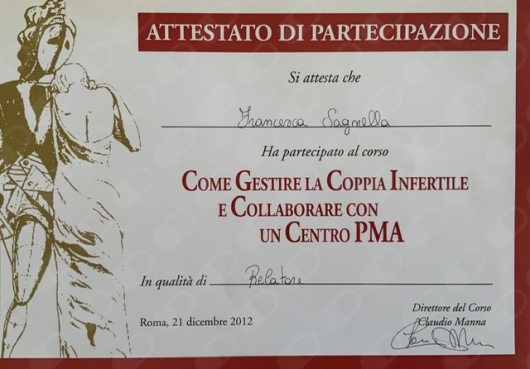 ATTESTATO DI PARTECIPAZIONE
Si attesta che
Francesca Sagnella
Ha partecipato al corso
COME GESTIRE LA COPPIA INFERTILE
E COLLABORARE CON
UN CENTRO PMA
In qualità di Relatore
Direttore del Corso
Roma, 21 dicembre 2012 Claudio Manna